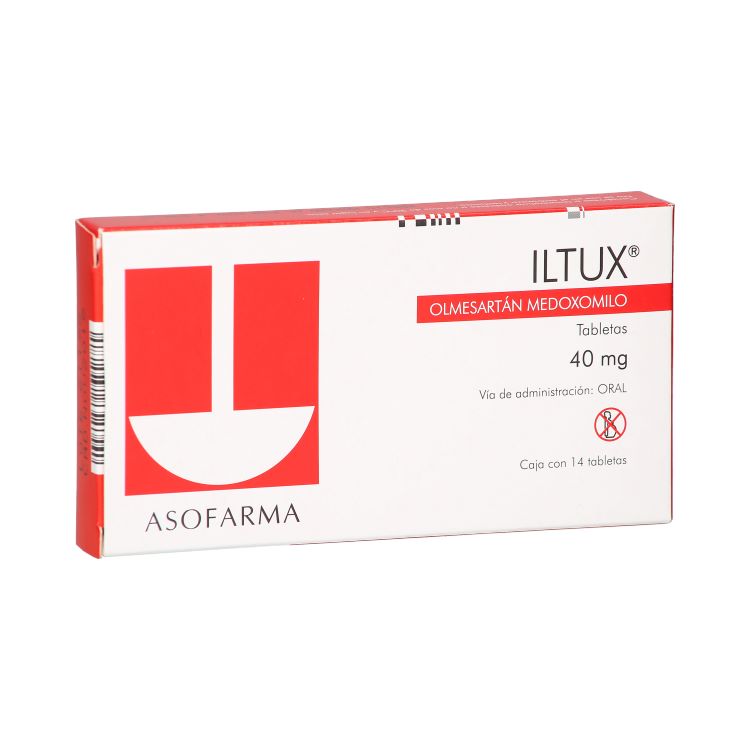 ILTUX®
OLMESARTÁN MEDOXOMILO
Tabletas
40 mg
Vía de administración: ORAL
Caja con 14 tabletas
ASOFARMA